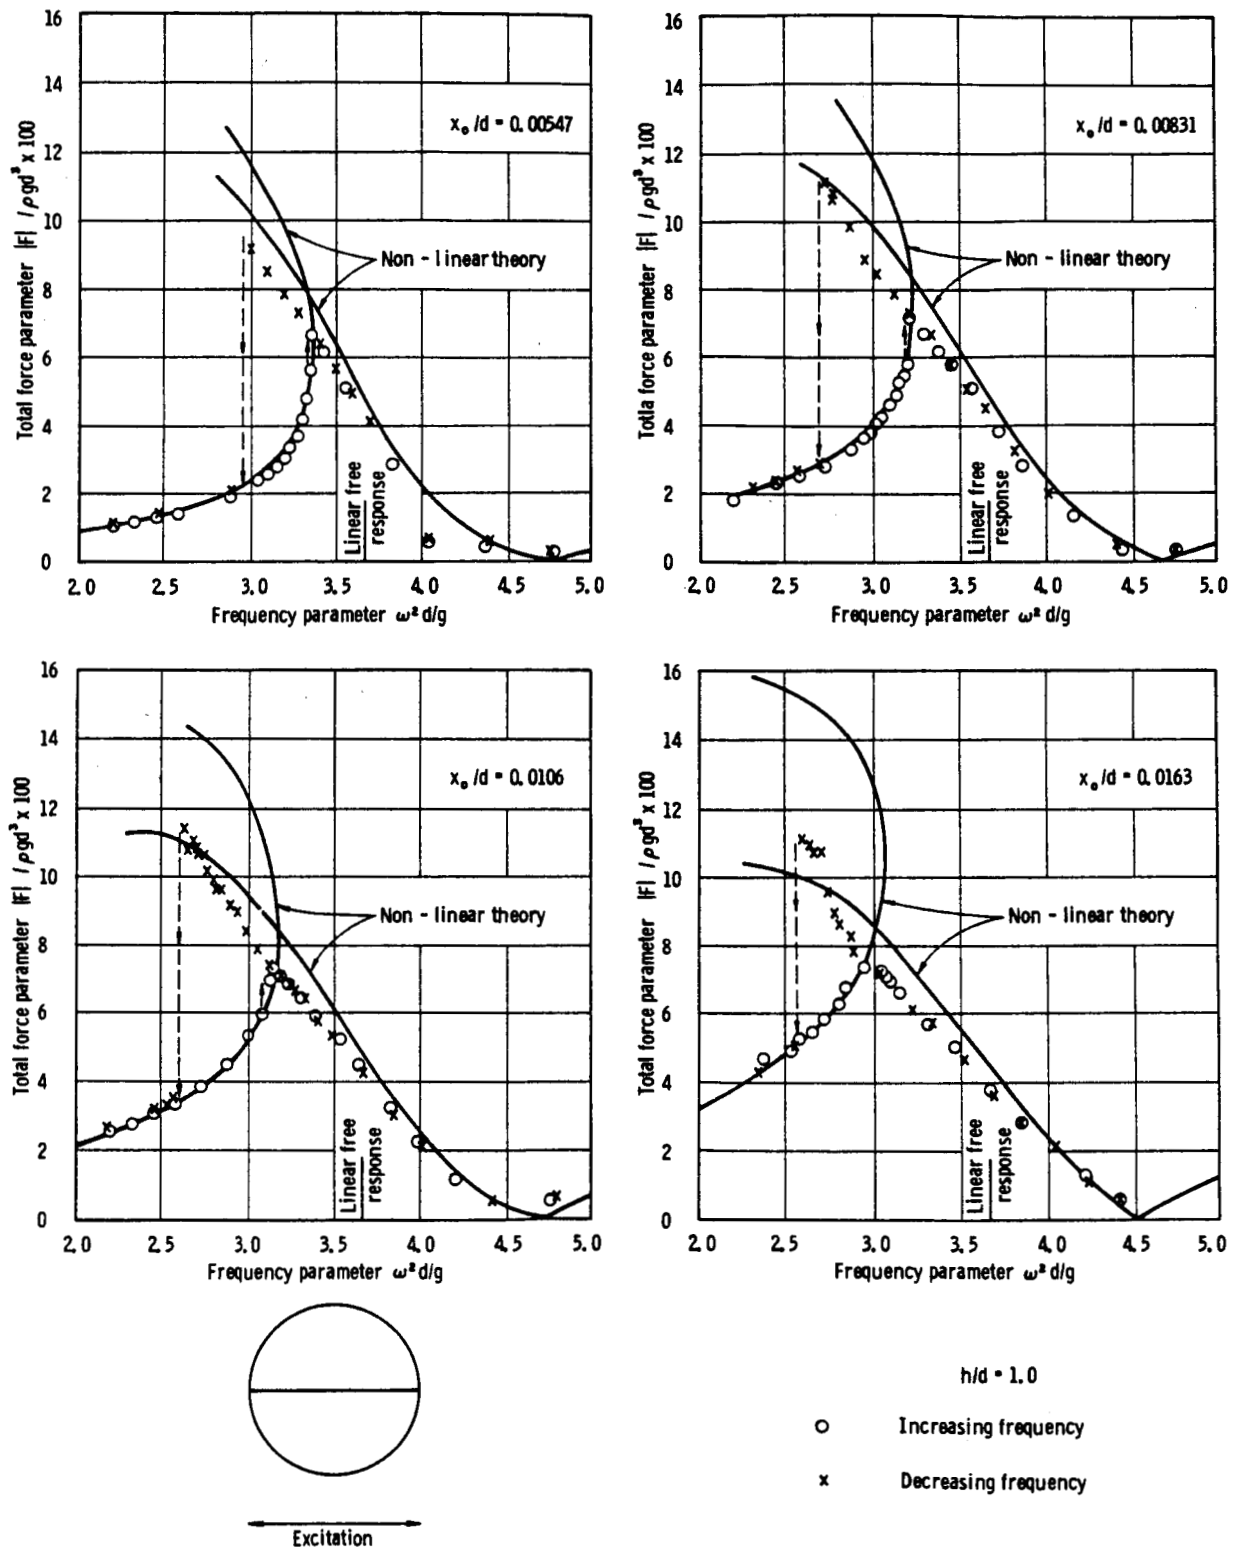 16
14
12
10
8
6
4
2
0
Total force parameter |F| / ρgd³ x 100
x₀/d = 0.00547
Non - linear theory
Linear free
response
2.0 2.5 3.0 3.5 4.0 4.5 5.0
Frequency parameter ω² d/g
16
14
12
10
8
6
4
2
0
Totla force parameter |F| / ρgd³ x 100
x₀/d = 0.00831
Non - linear theory
Linear free
response
2.0 2.5 3.0 3.5 4.0 4.5 5.0
Frequency parameter ω² d/g
16
14
12
10
8
6
4
2
0
Total force parameter |F| / ρgd³ x 100
x₀/d = 0.0106
Non - linear theory
Linear free
response
2.0 2.5 3.0 3.5 4.0 4.5 5.0
Frequency parameter ω² d/g
16
14
12
10
8
6
4
2
0
Total force parameter |F| / ρgd³ x 100
x₀/d = 0.0163
Non - linear theory
Linear free
response
2.0 2.5 3.0 3.5 4.0 4.5 5.0
Frequency parameter ω² d/g
Excitation
h/d = 1.0
Increasing frequency
Decreasing frequency